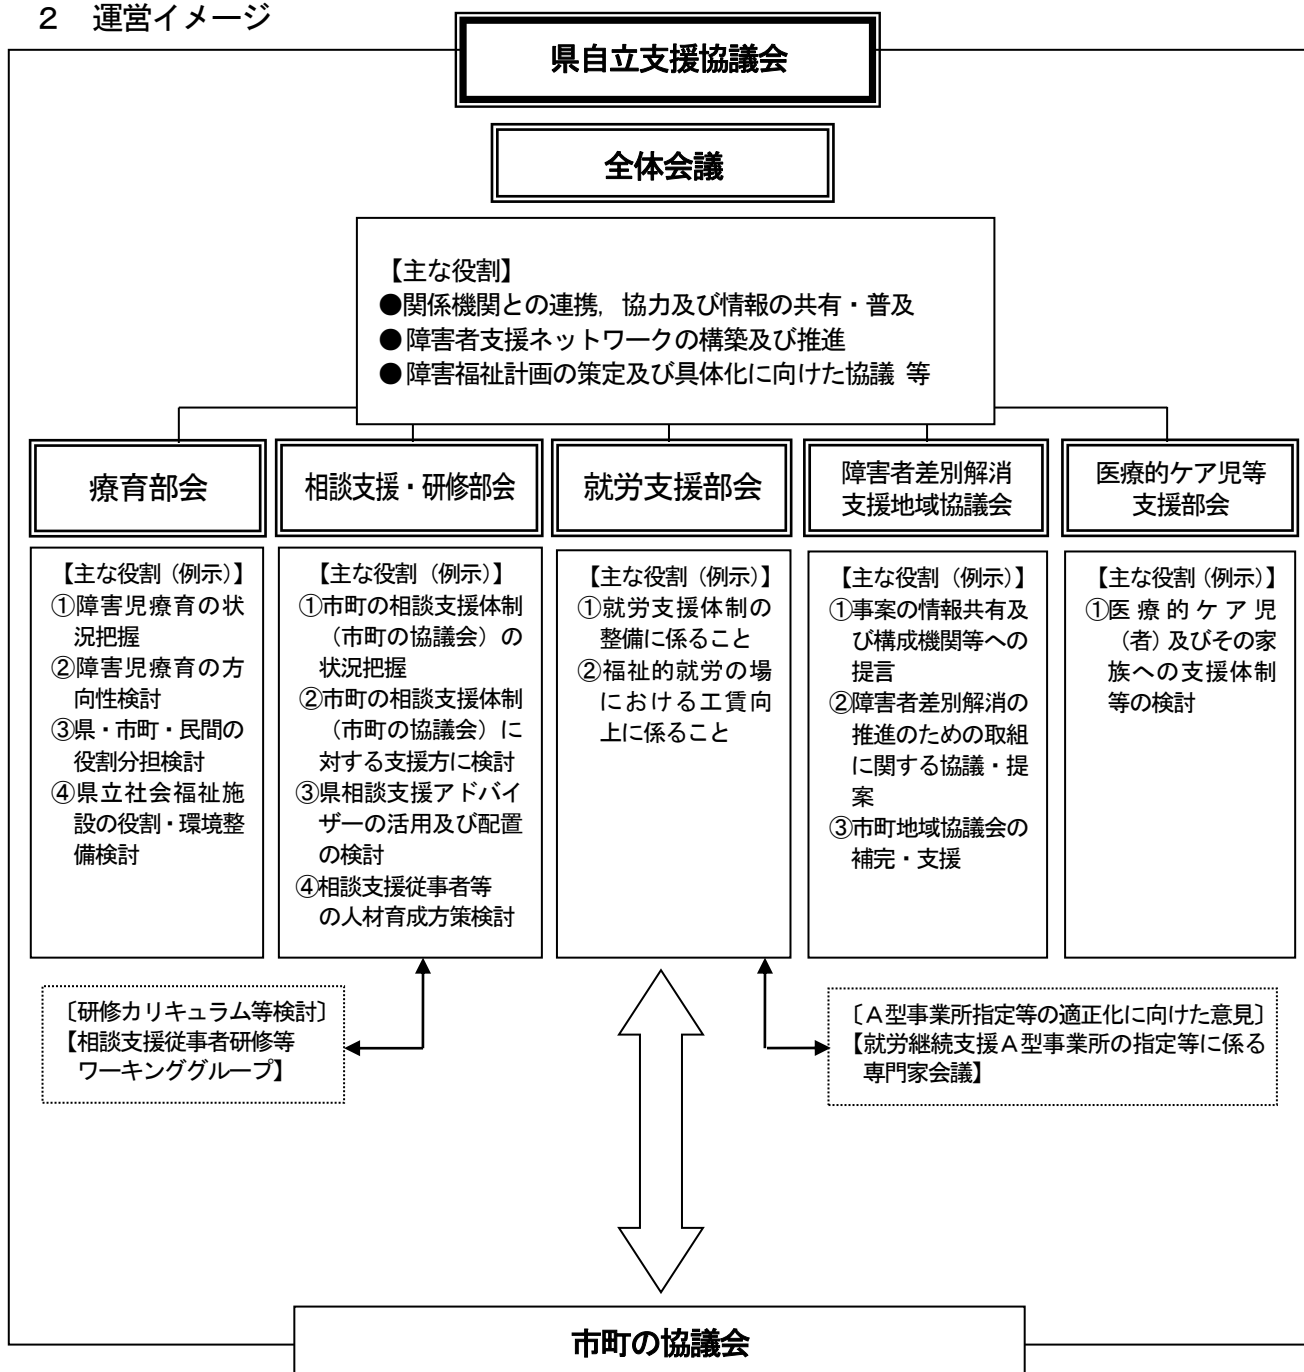 ２　運営イメージ
県自立支援協議会
全体会議
【主な役割】
●関係機関との連携，協力及び情報の共有・普及
●障害者支援ネットワークの構築及び推進
●障害福祉計画の策定及び具体化に向けた協議 等
療育部会
相談支援・研修部会
就労支援部会
障害者差別解消
支援地域協議会
医療的ケア児等
支援部会
【主な役割（例示）】
①障害児療育の状
況把握
②障害児療育の方
向性検討
③県・市町・民間の
役割分担検討
④県立社会福祉施
設の役割・環境整
備検討
【主な役割（例示）】
①市町の相談支援体制
（市町の協議会）の
状況把握
②市町の相談支援体制
（市町の協議会）に
対する支援方に検討
③県相談支援アドバイ
ザーの活用及び配置
の検討
④相談支援従事者等
の人材育成方策検討
【主な役割（例示）】
①就労支援体制の
整備に係ること
②福祉的就労の場
における工賃向
上に係ること
【主な役割（例示）】
①事案の情報共有及
び構成機関等への
提言
②障害者差別解消の
推進のための取組
に関する協議・提
案
③市町地域協議会の
補完・支援
【主な役割（例示）】
①医療的ケア児
（者）及びその家
族への支援体制
等の検討
〔研修カリキュラム等検討〕
【相談支援従事者研修等
ワーキンググループ】
〔Ａ型事業所指定等の適正化に向けた意見〕
【就労継続支援Ａ型事業所の指定等に係る
専門家会議】
市町の協議会